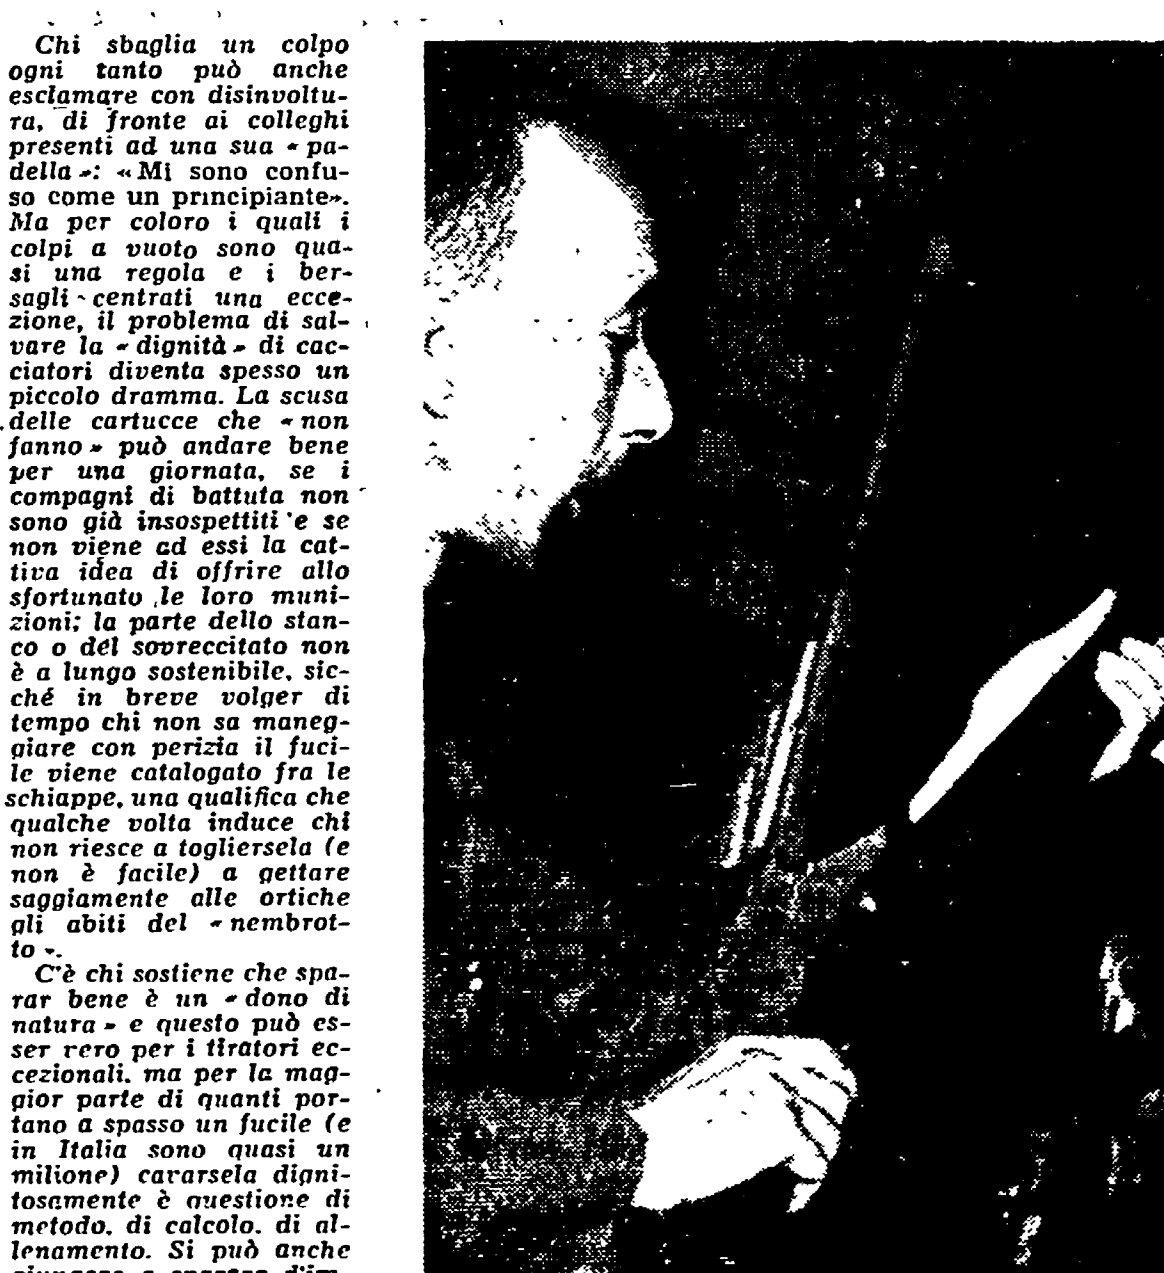 Chi sbaglia un colpo
ogni tanto può anche
esclamare con disinvoltu-
ra, di fronte ai colleghi
presenti ad una sua « pa-
della »: «Mi sono confu-
so come un principiante».
Ma per coloro i quali i
colpi a vuoto sono qua-
si una regola e i ber-
sagli centrati una ecce-
zione, il problema di sal-
vare la « dignità » di cac-
ciatori diventa spesso un
piccolo dramma. La scusa
delle cartucce che « non
fanno » può andare bene
per una giornata, se i
compagni di battuta non
sono già insospettiti e se
non viene ad essi la cat-
tiva idea di offrire allo
sfortunato le loro muni-
zioni; la parte dello stan-
co o del sovreccitato non
è a lungo sostenibile, sic-
ché in breve volger di
tempo chi non sa maneg-
giare con perizia il fuci-
le viene catalogato fra le
schiappe, una qualifica che
qualche volta induce chi
non riesce a togliersela (e
non è facile) a gettare
saggiamente alle ortiche
gli abiti del « nembrot-
to ».
C'è chi sostiene che spa-
rar bene è un « dono di
natura » e questo può es-
ser vero per i tiratori ec-
cezionali, ma per la mag-
gior parte di quanti por-
tano a spasso un fucile (e
in Italia sono quasi un
milione) cavarsela digni-
tosamente è questione di
metodo, di calcolo, di al-
lenamento. Si può anche